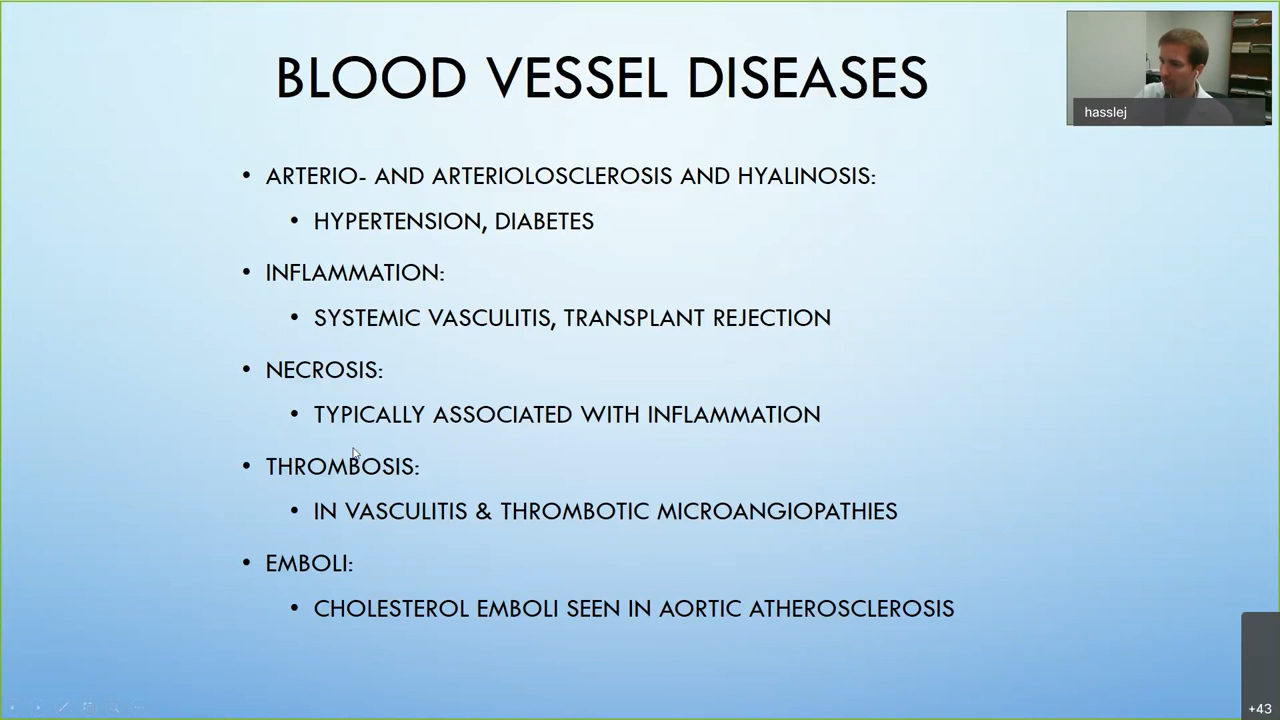 BLOOD VESSEL DISEASES
hasslej
• ARTERIO- AND ARTERIOLOSCLEROSIS AND HYALINOSIS:
• HYPERTENSION, DIABETES
• INFLAMMATION:
• SYSTEMIC VASCULITIS, TRANSPLANT REJECTION
• NECROSIS:
• TYPICALLY ASSOCIATED WITH INFLAMMATION
• THROMBOSIS:
• IN VASCULITIS & THROMBOTIC MICROANGIOPATHIES
• EMBOLI:
• CHOLESTEROL EMBOLI SEEN IN AORTIC ATHEROSCLEROSIS
+43